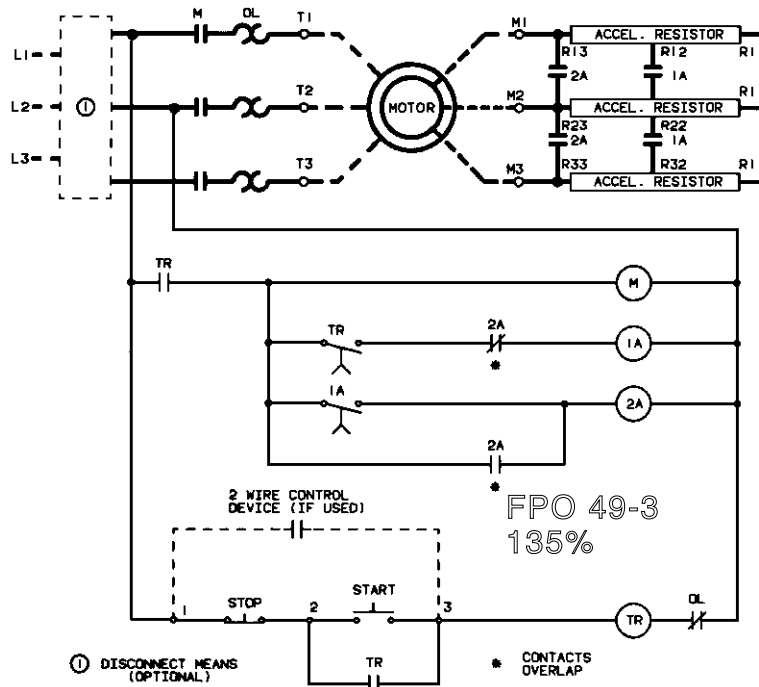 M OL T1 M1 ACCEL. RESISTOR
L1 R13 R12 R1
2A 1A
L2 1 T2 MOTOR M2 ACCEL. RESISTOR R1
R23 R22
2A 1A
L3 T3 M3 R33 R32 R1
ACCEL. RESISTOR
TR M
TR 2A 1A
*
1A 2A
2A
*
2 WIRE CONTROL
DEVICE (IF USED)
FPO 49-3
135%
1 STOP 2 START 3 TR OL
TR
1 DISCONNECT MEANS
(OPTIONAL)
* CONTACTS
OVERLAP